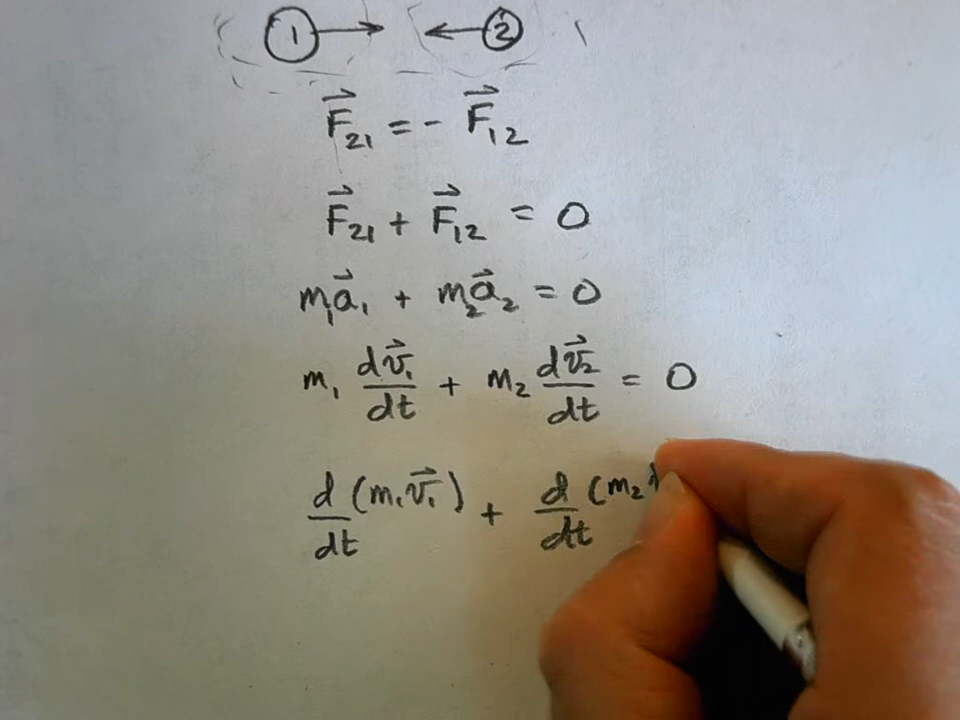 1 2
F⃗₂₁ = - F⃗₁₂
F⃗₂₁ + F⃗₁₂ = 0
m₁a⃗₁ + m₂a⃗₂ = 0
m₁ dv⃗₁/dt + m₂ dv⃗₂/dt = 0
d/dt (m₁v⃗₁) + d/dt (m₂